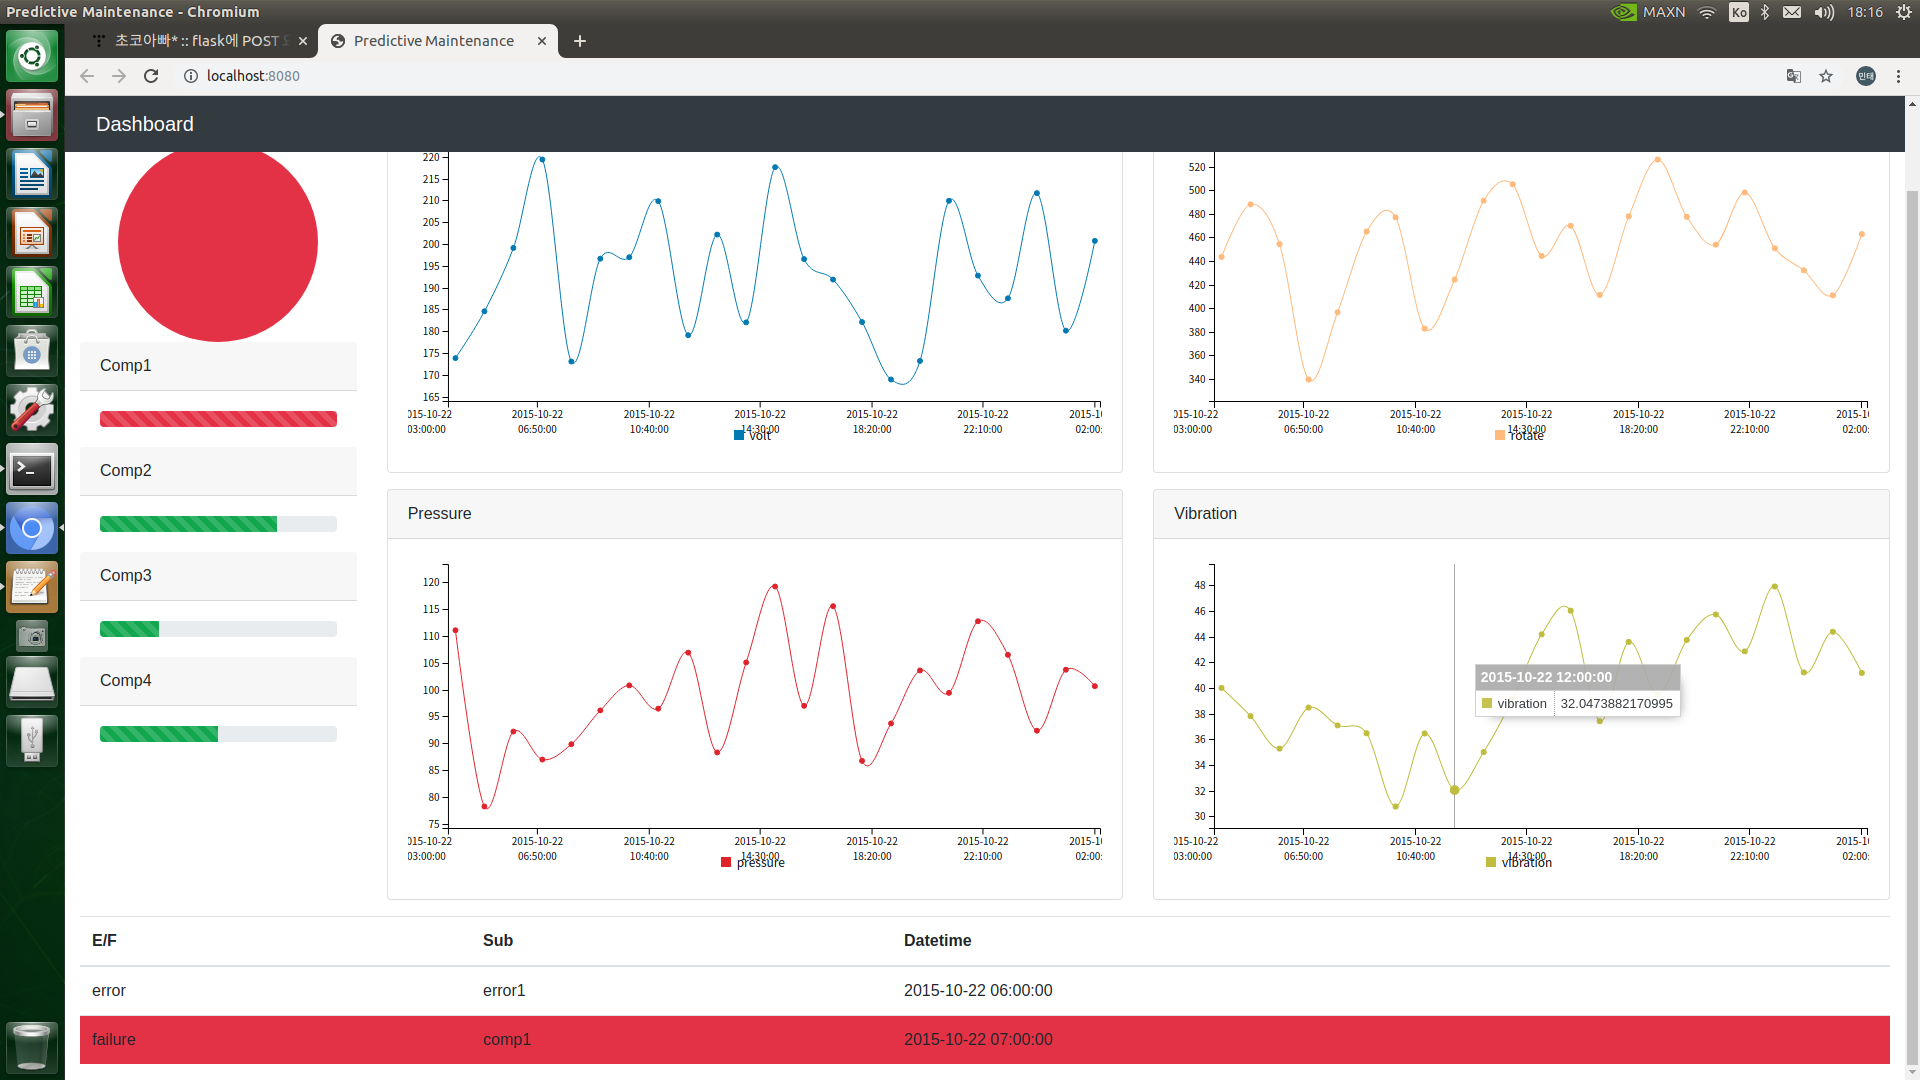 Predictive Maintenance - Chromium
MAXN
Ko
18:16
초코아빠* :: flask에 POST
Predictive Maintenance
localhost:8080
민태
Dashboard
Comp1
Comp2
Comp3
Comp4
220
215
210
205
200
195
190
185
180
175
170
165
015-10-22 2015-10-22 2015-10-22 2015-10-22 2015-10-22 2015-10-22 2015-1
03:00:00 06:50:00 10:40:00 14:30:00 18:20:00 22:10:00 02:00:
volt
520
500
480
460
440
420
400
380
360
340
015-10-22 2015-10-22 2015-10-22 2015-10-22 2015-10-22 2015-10-22 2015-1
03:00:00 06:50:00 10:40:00 14:30:00 18:20:00 22:10:00 02:00:
rotate
Pressure
120
115
110
105
100
95
90
85
80
75
015-10-22 2015-10-22 2015-10-22 2015-10-22 2015-10-22 2015-10-22 2015-1
03:00:00 06:50:00 10:40:00 14:30:00 18:20:00 22:10:00 02:00:
pressure
Vibration
48
46
44
42
40
38
36
34
32
30
2015-10-22 12:00:00
vibration 32.0473882170995
015-10-22 2015-10-22 2015-10-22 2015-10-22 2015-10-22 2015-10-22 2015-1
03:00:00 06:50:00 10:40:00 14:30:00 18:20:00 22:10:00 02:00:
vibration
E/F Sub Datetime
error error1 2015-10-22 06:00:00
failure comp1 2015-10-22 07:00:00